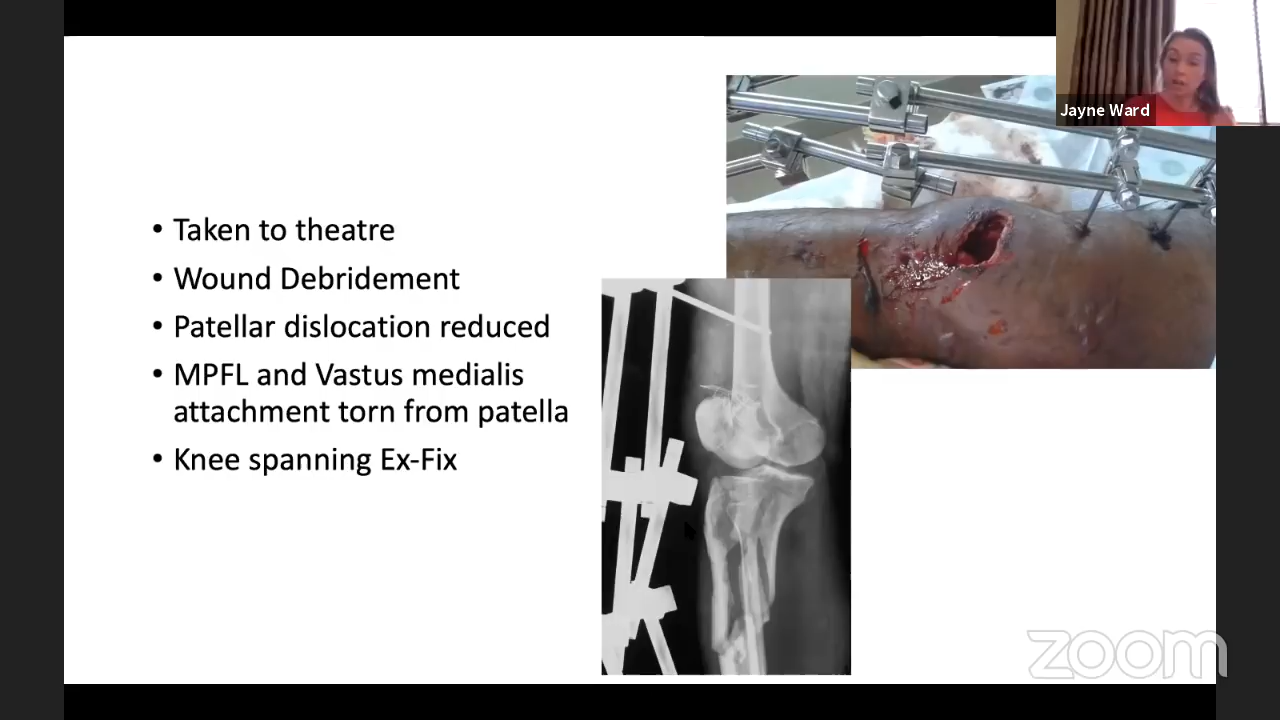 Jayne Ward
• Taken to theatre
• Wound Debridement
• Patellar dislocation reduced
• MPFL and Vastus medialis
attachment torn from patella
• Knee spanning Ex-Fix
zoom